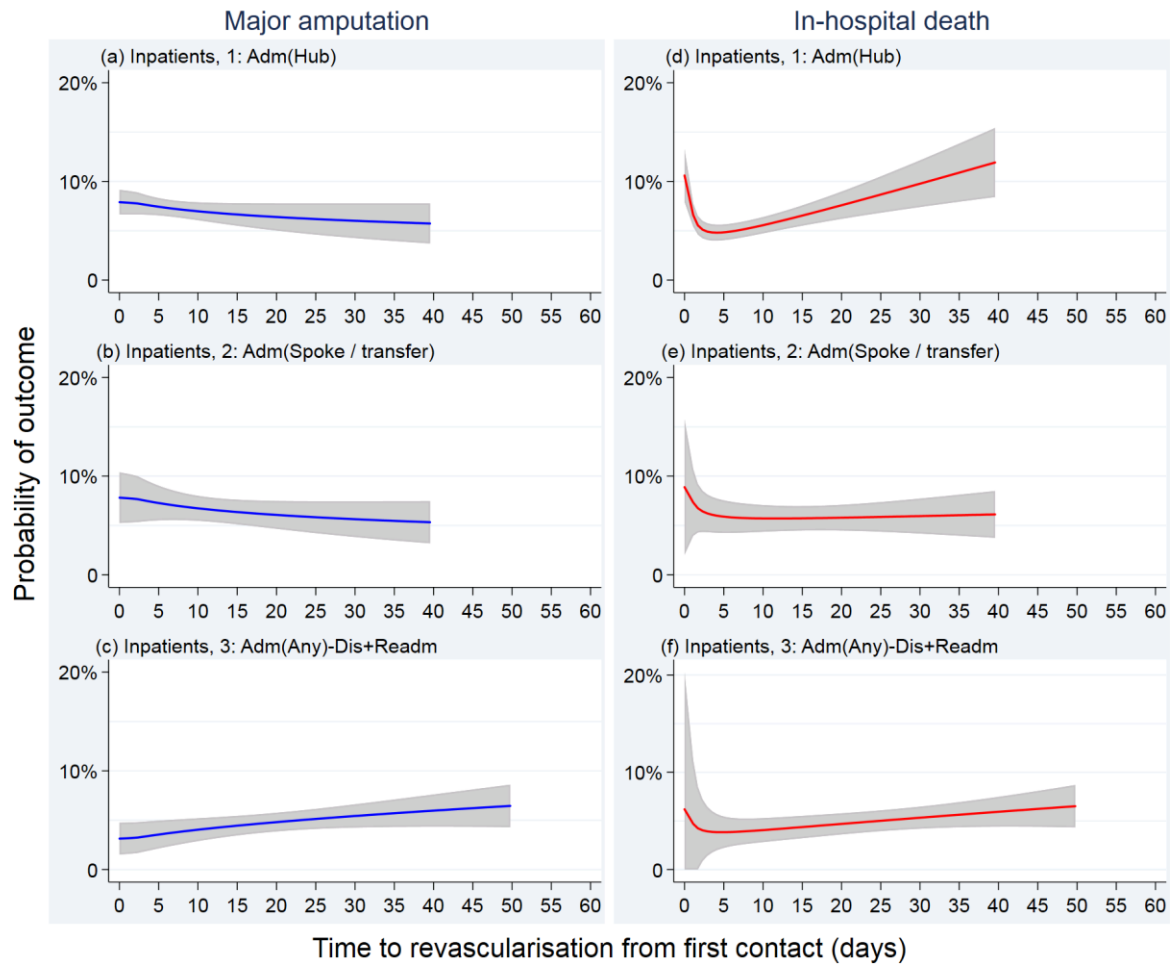 Major amputation
In-hospital death
(a) Inpatients, 1: Adm(Hub)
20%
10%
0
0 5 10 15 20 25 30 35 40 45 50 55 60
(d) Inpatients, 1: Adm(Hub)
20%
10%
0
0 5 10 15 20 25 30 35 40 45 50 55 60
(b) Inpatients, 2: Adm(Spoke / transfer)
20%
10%
0
0 5 10 15 20 25 30 35 40 45 50 55 60
(e) Inpatients, 2: Adm(Spoke / transfer)
20%
10%
0
0 5 10 15 20 25 30 35 40 45 50 55 60
(c) Inpatients, 3: Adm(Any)-Dis+Readm
20%
10%
0
0 5 10 15 20 25 30 35 40 45 50 55 60
(f) Inpatients, 3: Adm(Any)-Dis+Readm
20%
10%
0
0 5 10 15 20 25 30 35 40 45 50 55 60
Probability of outcome
Time to revascularisation from first contact (days)